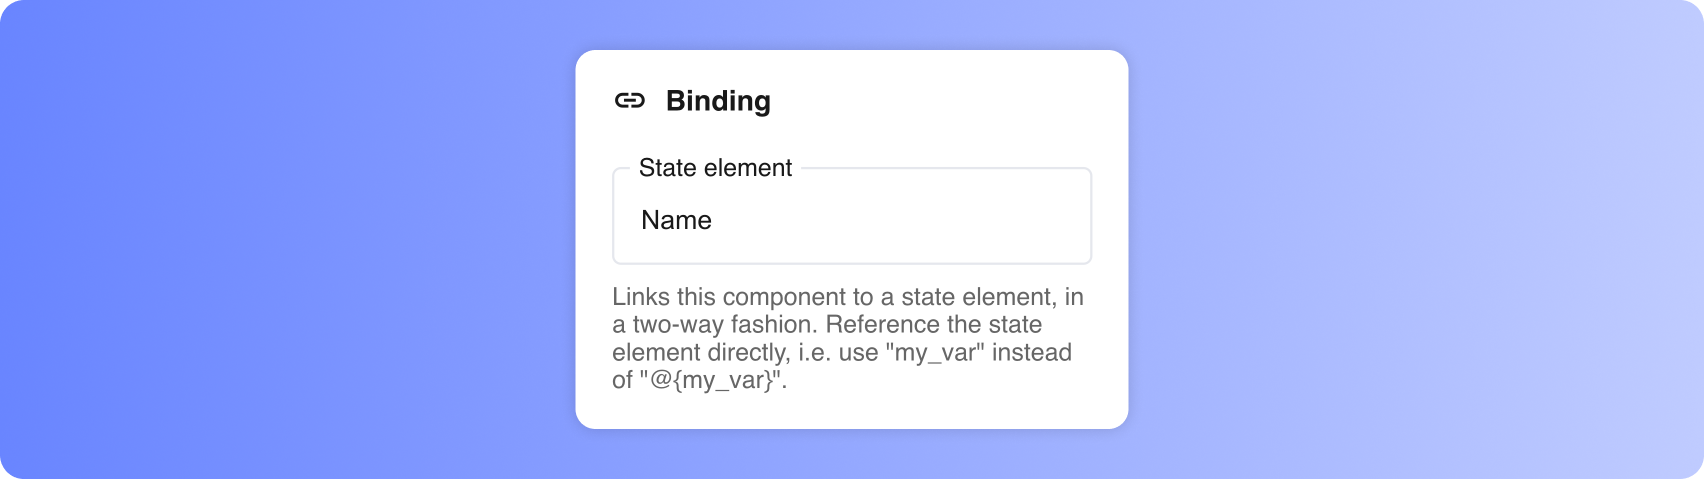 Binding
State element
Name
Links this component to a state element, in
a two-way fashion. Reference the state
element directly, i.e. use "my_var" instead
of "@{my_var}".